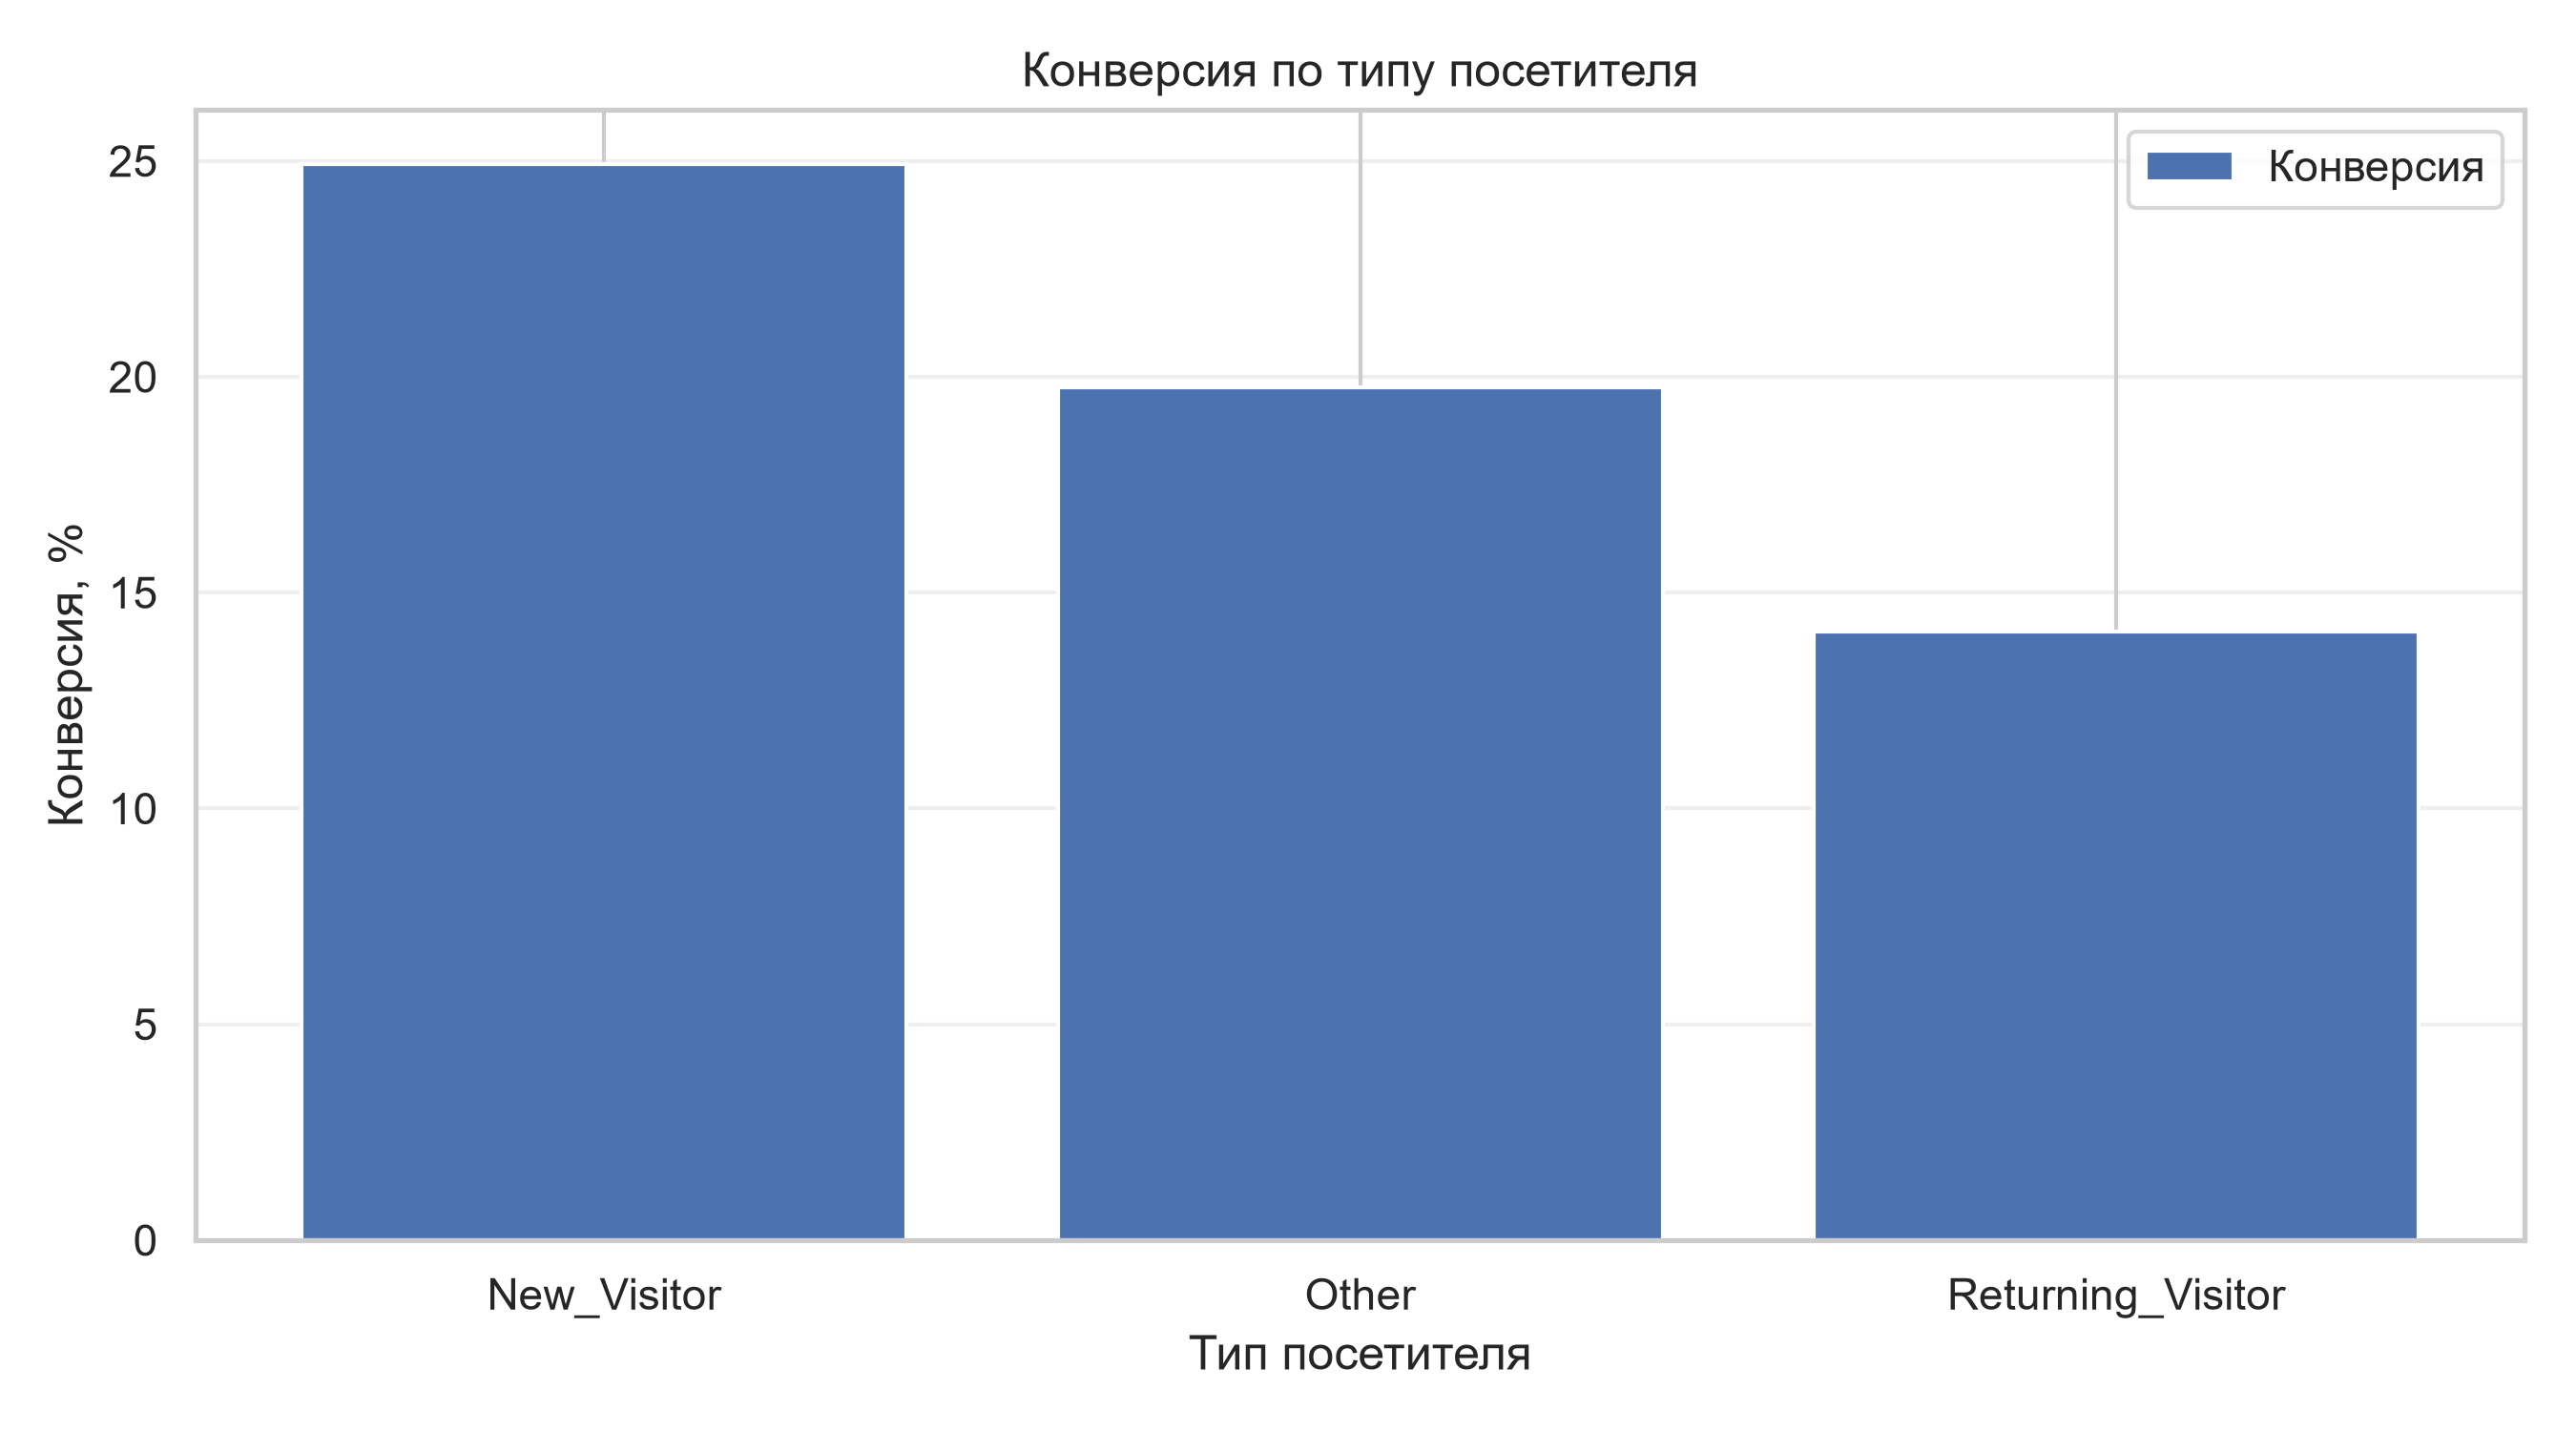 Конверсия по типу посетителя
Конверсия
Конверсия, %
25
20
15
10
5
0
New_Visitor
Other
Returning_Visitor
Тип посетителя